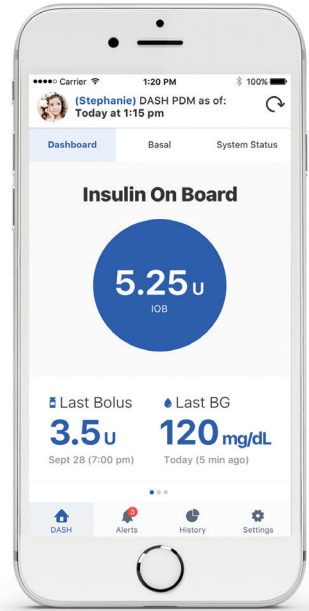 Carrier 1:20 PM 100%
(Stephanie) DASH PDM as of:
Today at 1:15 pm
Dashboard Basal System Status
Insulin On Board
5.25 U
IOB
Last Bolus Last BG
3.5 U 120 mg/dL
Sept 28 (7:00 pm) Today (5 min ago)
3
DASH Alerts History Settings